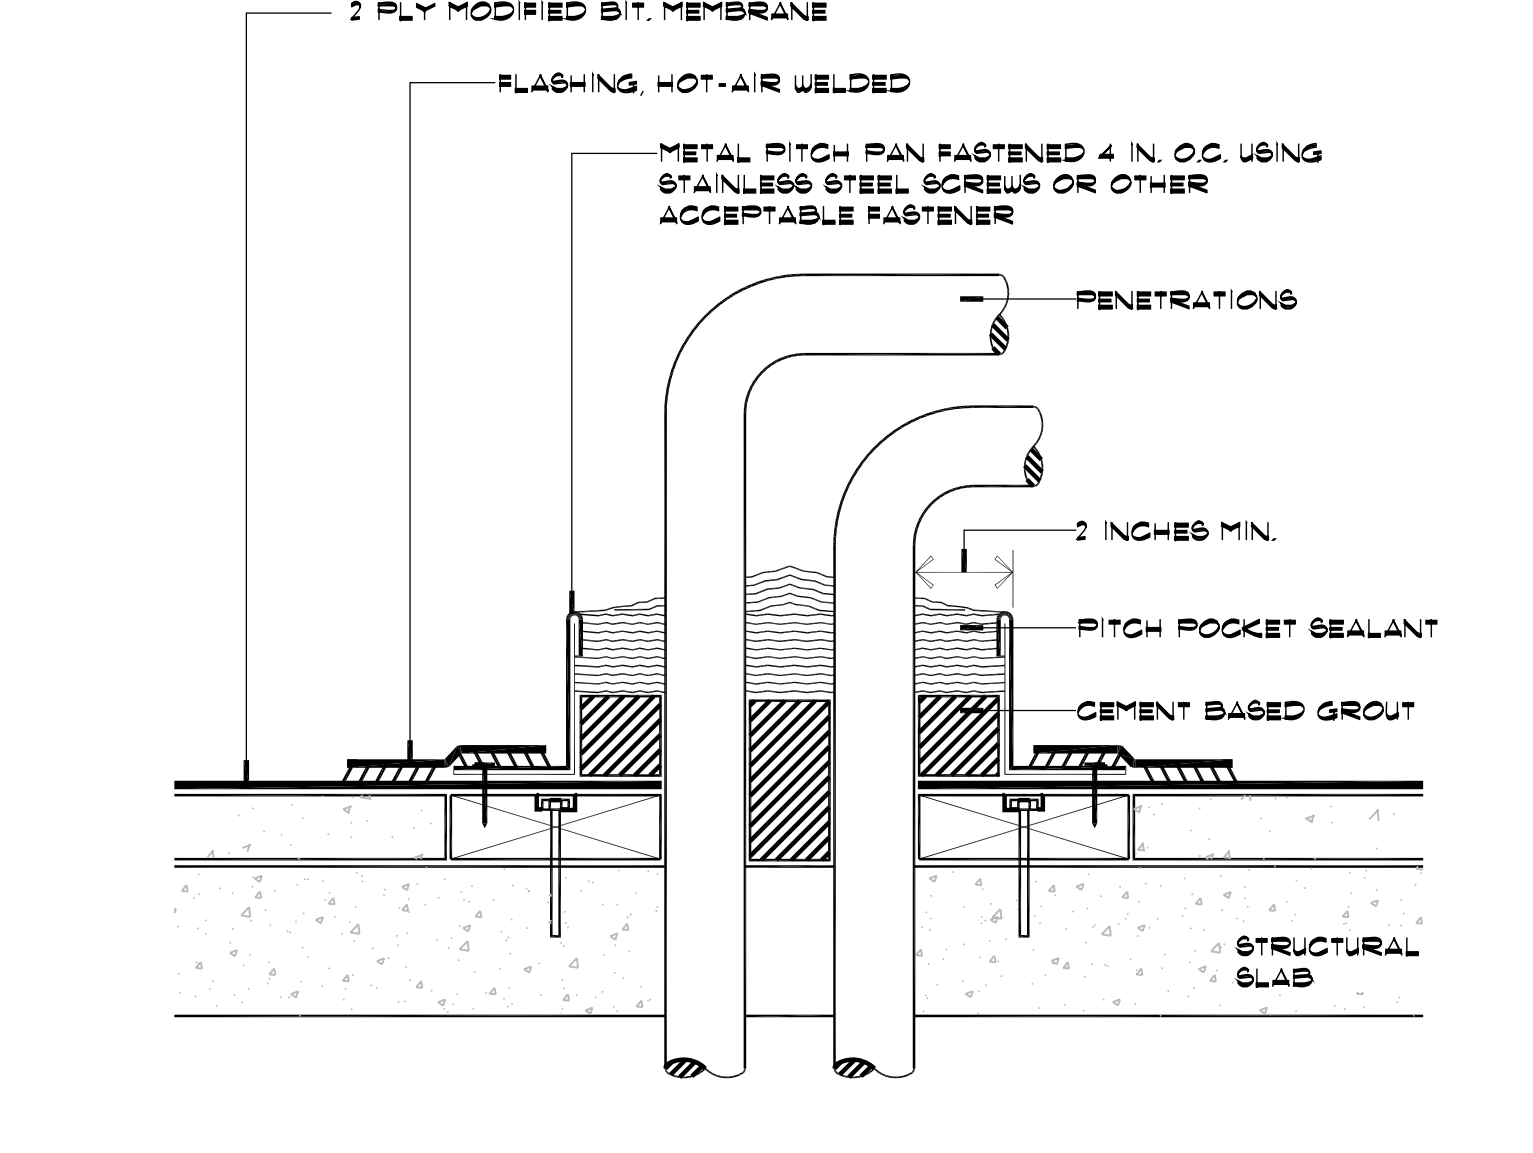 2 PLY MODIFIED BIT. MEMBRANE
FLASHING, HOT-AIR WELDED
METAL PITCH PAN FASTENED 4 IN. O.C. USING
STAINLESS STEEL SCREWS OR OTHER
ACCEPTABLE FASTENER
PENETRATIONS
2 INCHES MIN.
PITCH POCKET SEALANT
CEMENT BASED GROUT
STRUCTURAL
SLAB